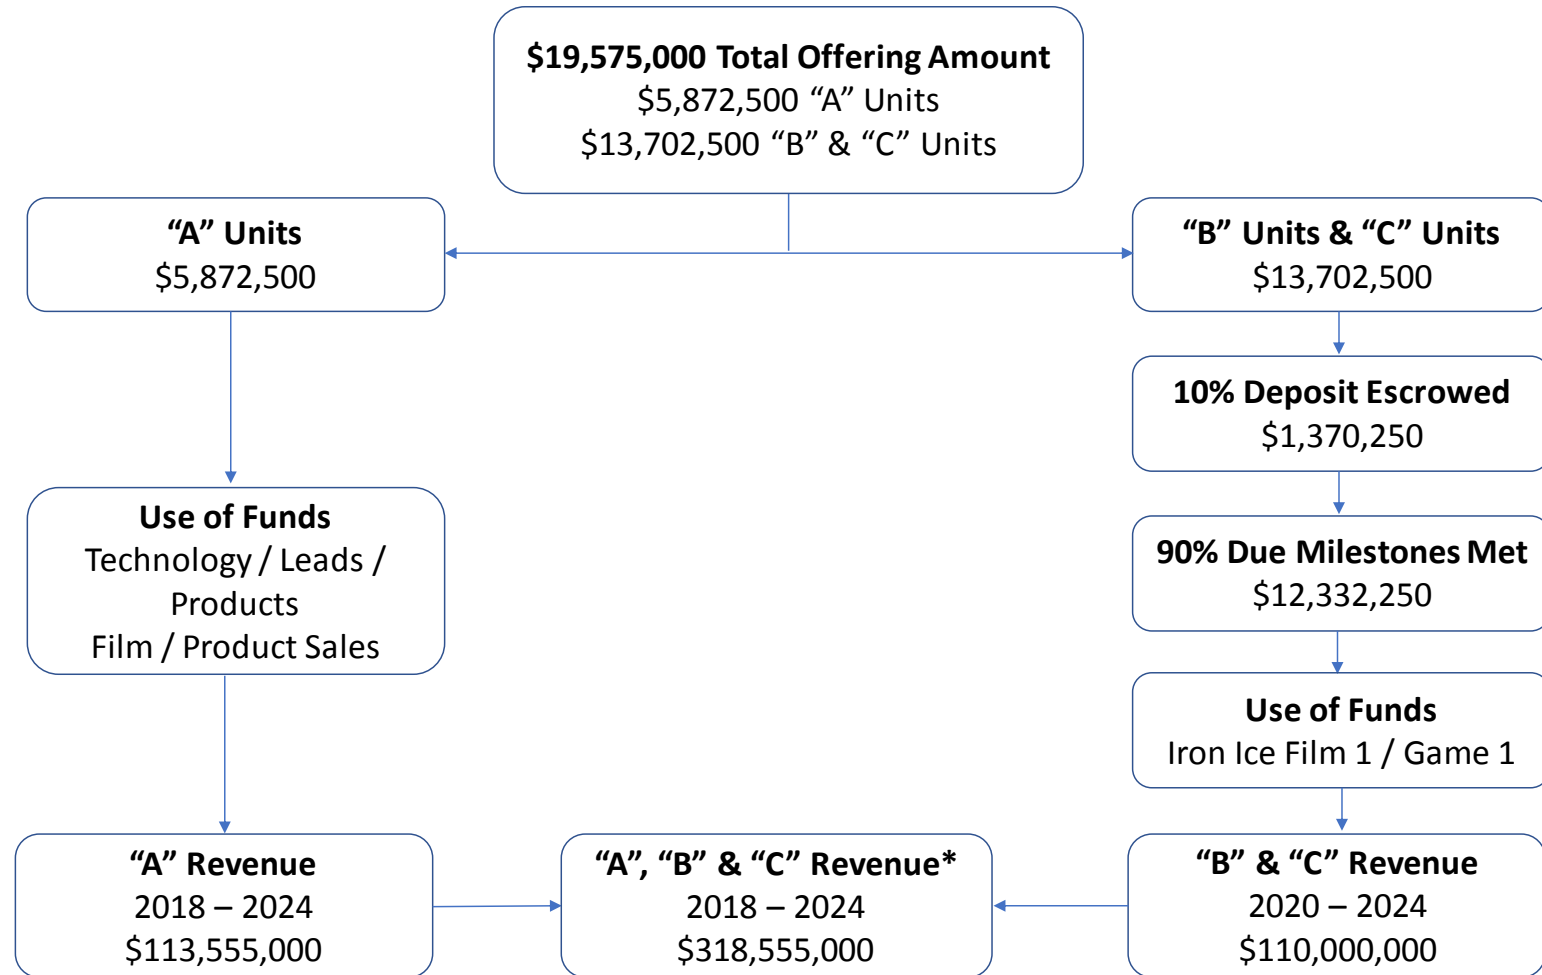 $19,575,000 Total Offering Amount
$5,872,500 “A” Units
$13,702,500 “B” & “C” Units
“A” Units
$5,872,500
“B” Units & “C” Units
$13,702,500
10% Deposit Escrowed
$1,370,250
Use of Funds
Technology / Leads /
Products
Film / Product Sales
90% Due Milestones Met
$12,332,250
Use of Funds
Iron Ice Film 1 / Game 1
“A” Revenue
2018 – 2024
$113,555,000
“A”, “B” & “C” Revenue*
2018 – 2024
$318,555,000
“B” & “C” Revenue
2020 – 2024
$110,000,000